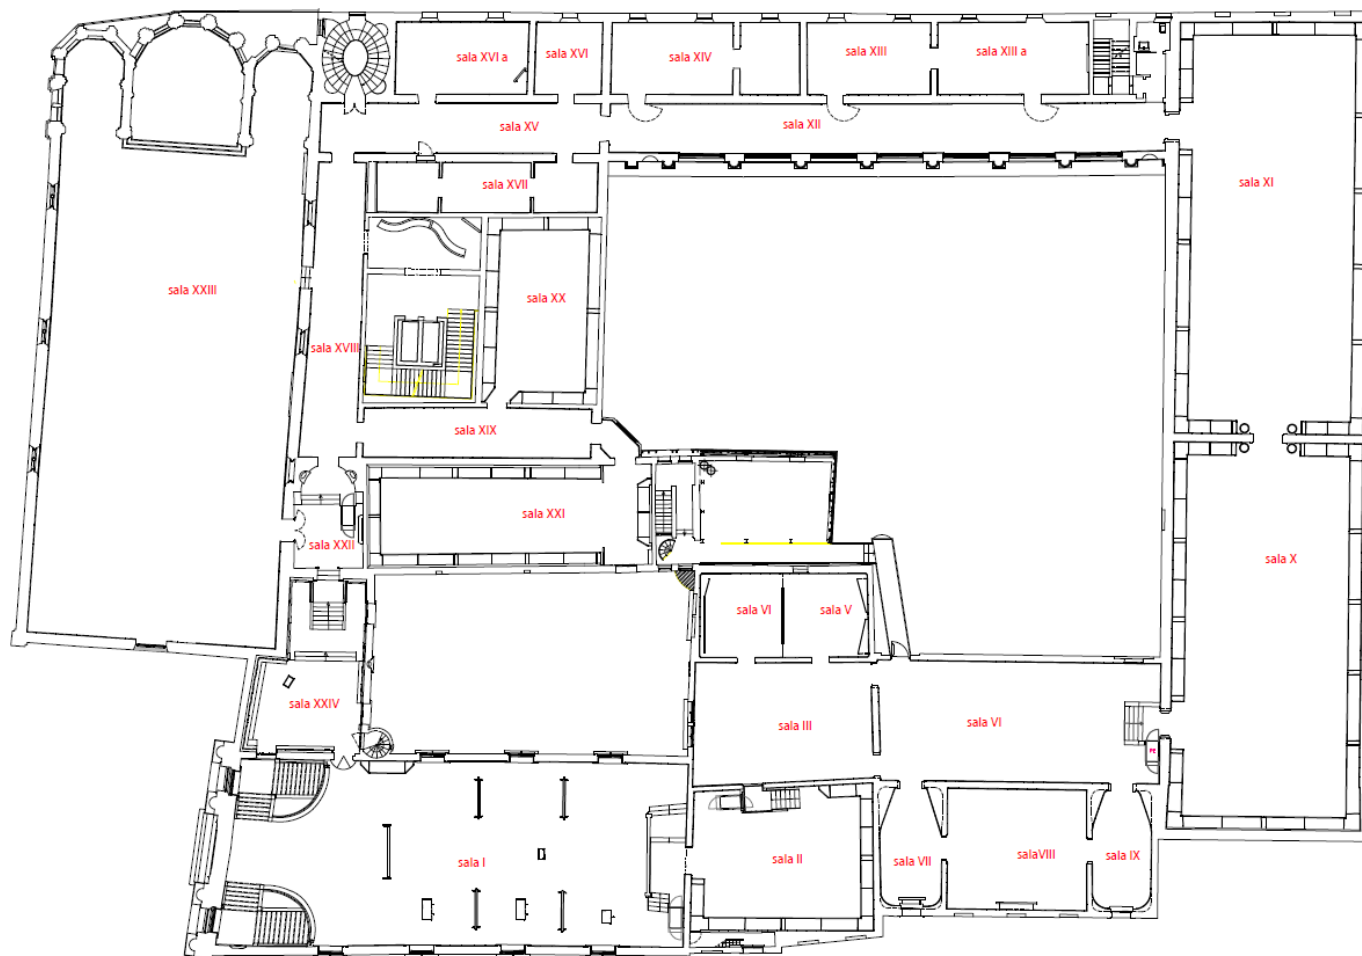 sala XVI a
sala XVI
sala XIV
sala XIII
sala XIII a
sala XV
sala XII
sala XVII
sala XI
sala XXIII
sala XX
sala XVIII
sala XIX
sala XXI
sala XXII
sala X
sala VI
sala V
sala XXIV
sala III
sala VI
PE
sala I
sala II
sala VII
salaVIII
sala IX